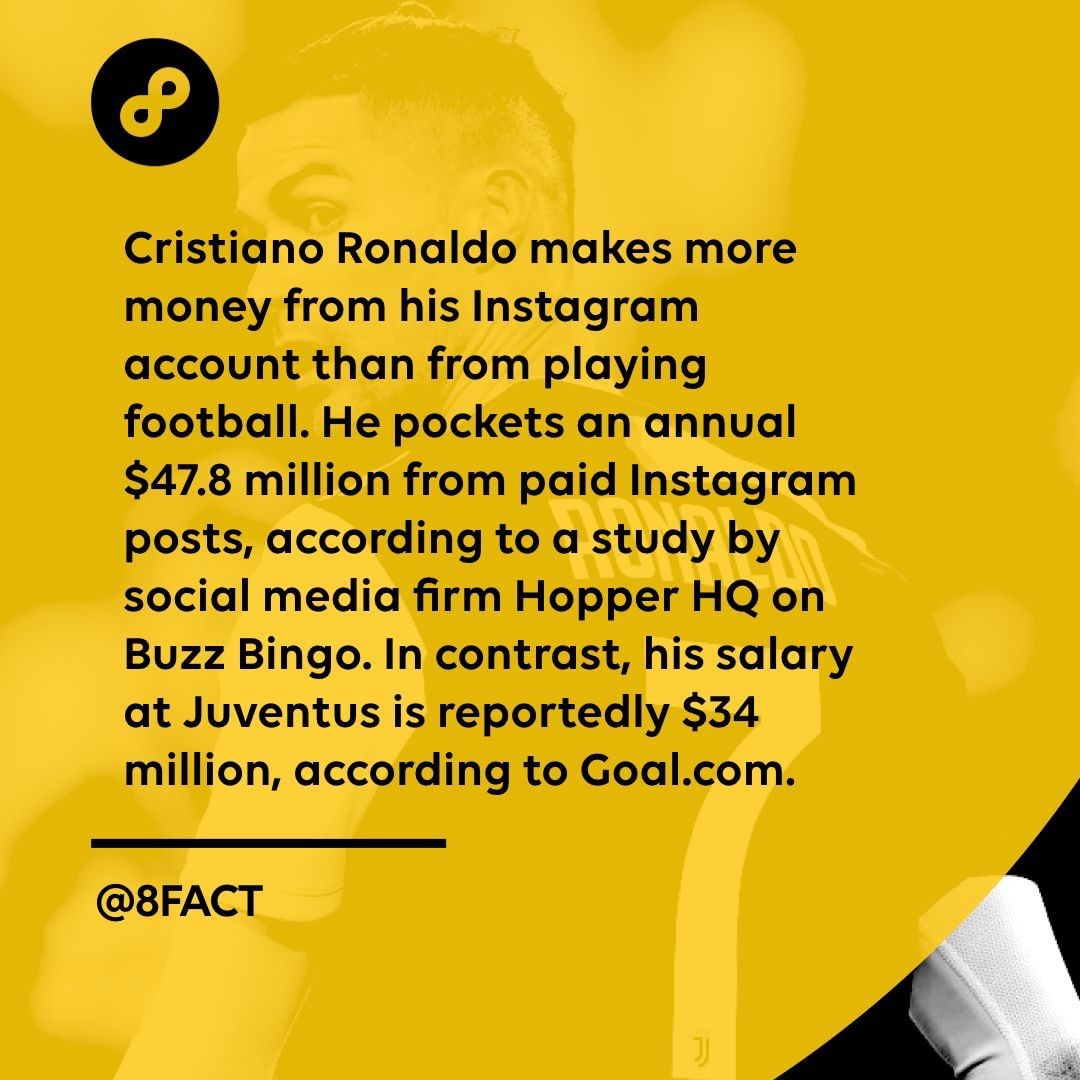 Cristiano Ronaldo makes more
money from his Instagram
account than from playing
football. He pockets an annual
$47.8 million from paid Instagram
posts, according to a study by
social media firm Hopper HQ on
Buzz Bingo. In contrast, his salary
at Juventus is reportedly $34
million, according to Goal.com.
RONALDO
@8FACT